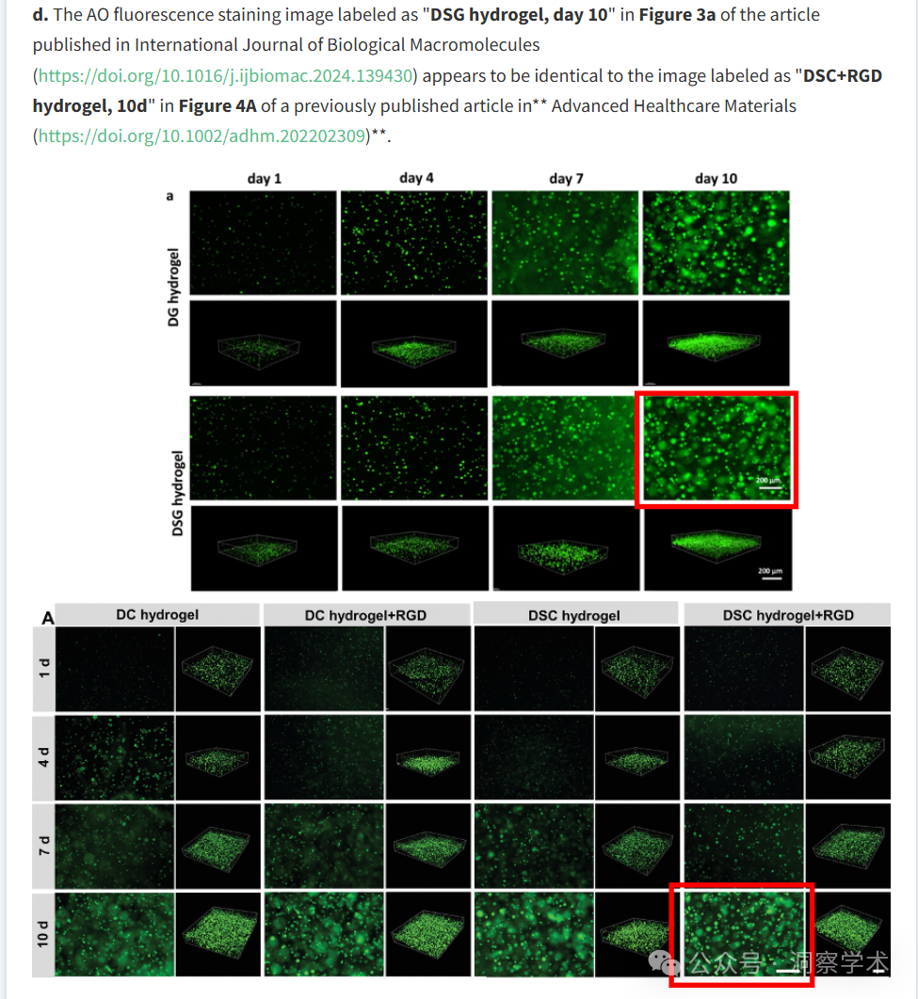 d. The AO fluorescence staining image labeled as "DSG hydrogel, day 10" in Figure 3a of the article
published in International Journal of Biological Macromolecules
(https://doi.org/10.1016/j.ijbiomac.2024.139430) appears to be identical to the image labeled as "DSC+RGD
hydrogel, 10d" in Figure 4A of a previously published article in** Advanced Healthcare Materials
(https://doi.org/10.1002/adhm.202202309)**.
day 1 day 4 day 7 day 10
a
DG hydrogel
DSG hydrogel
200 μm
200 μm
A DC hydrogel DC hydrogel+RGD DSC hydrogel DSC hydrogel+RGD
1 d
4 d
7 d
10 d
公众号 · 洞察学术